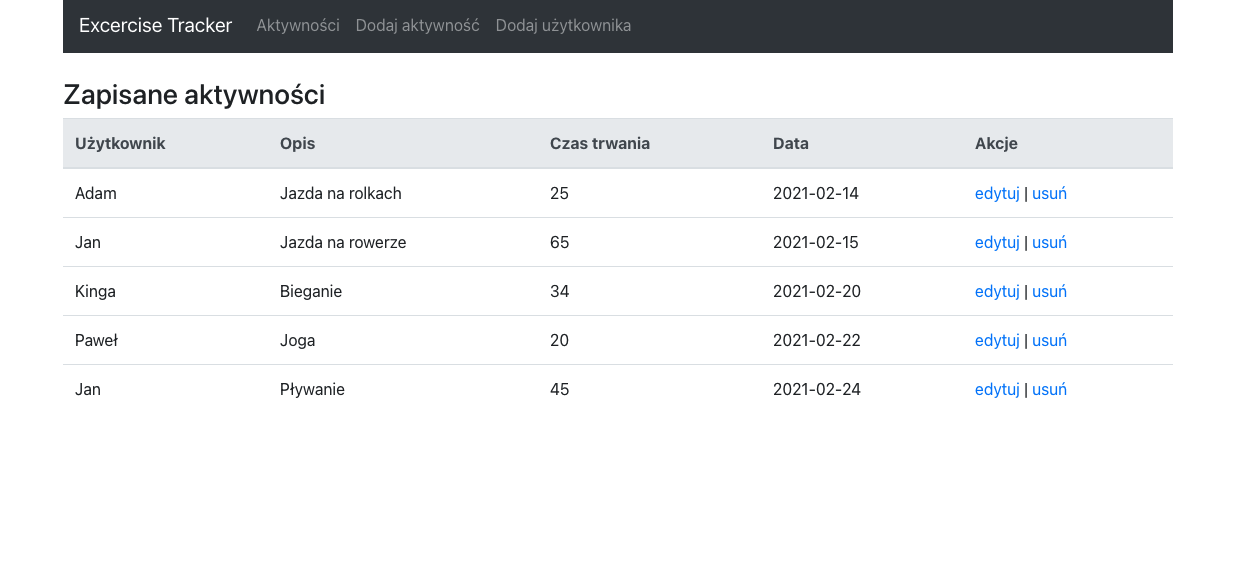 Excercise Tracker Aktywności Dodaj aktywność Dodaj użytkownika
Zapisane aktywności
Użytkownik Opis Czas trwania Data Akcje
Adam Jazda na rolkach 25 2021-02-14 edytuj | usuń
Jan Jazda na rowerze 65 2021-02-15 edytuj | usuń
Kinga Bieganie 34 2021-02-20 edytuj | usuń
Paweł Joga 20 2021-02-22 edytuj | usuń
Jan Pływanie 45 2021-02-24 edytuj | usuń